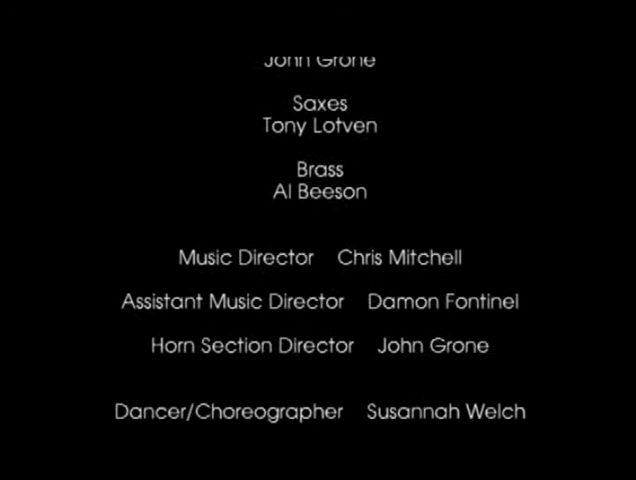 John Grone
Saxes
Tony Lotven
Brass
Al Beeson
Music Director Chris Mitchell
Assistant Music Director Damon Fontinel
Horn Section Director John Grone
Dancer/Choreographer Susannah Welch